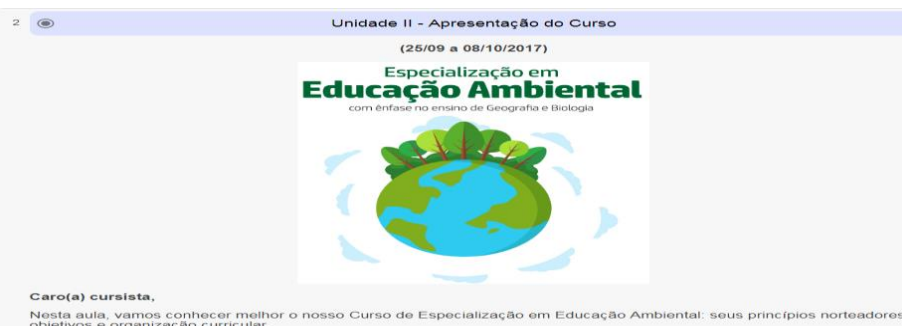 2 Unidade II - Apresentação do Curso
(25/09 a 08/10/2017)
Especialização em
Educação Ambiental
com ênfase no ensino de Geografia e Biologia
Caro(a) cursista,
Nesta aula, vamos conhecer melhor o nosso Curso de Especialização em Educação Ambiental: seus princípios norteadores
objetivos e organização curricular